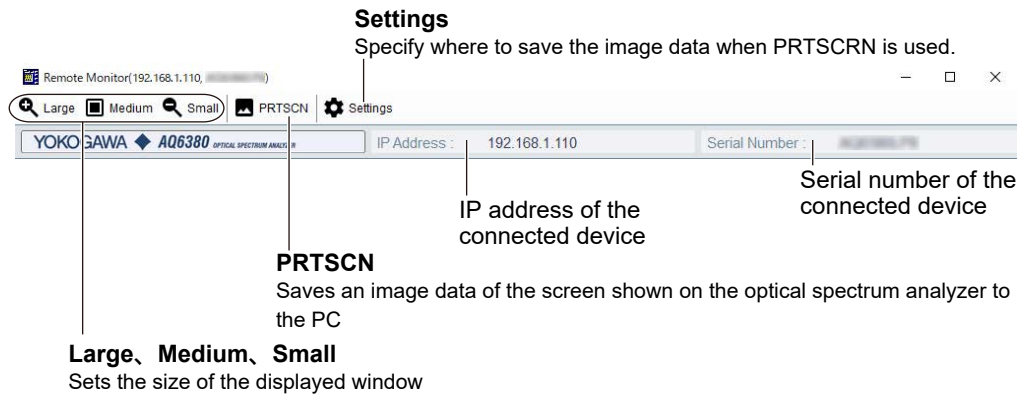 Settings
Specify where to save the image data when PRTSCRN is used.
Remote Monitor(192.168.1.110, )
Large Medium Small PRTSCN Settings
YOKOGAWA AQ6380 OPTICAL SPECTRUM ANALYZER IP Address : 192.168.1.110 Serial Number :
Serial number of the
connected device
IP address of the
connected device
PRTSCN
Saves an image data of the screen shown on the optical spectrum analyzer to
the PC
Large、Medium、Small
Sets the size of the displayed window